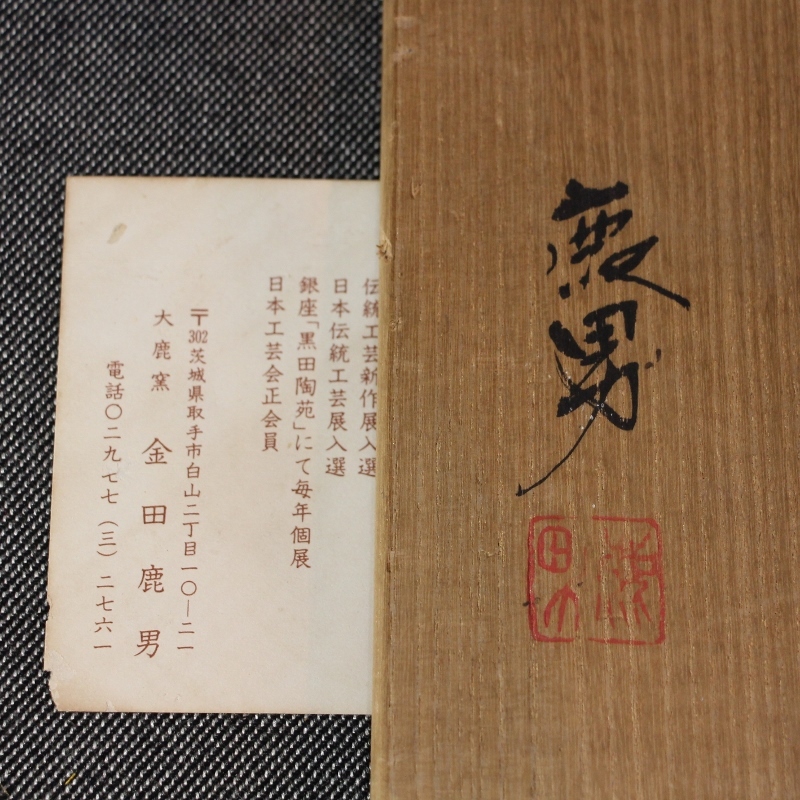 鹿男
伝統工芸新作展入選
日本伝統工芸展入選
銀座「黒田陶苑」にて毎年個展
日本工芸会正会員
〒302茨城県取手市白山二丁目一〇―二一
大鹿窯 金田鹿男
電話〇二九七七(三)二七六一